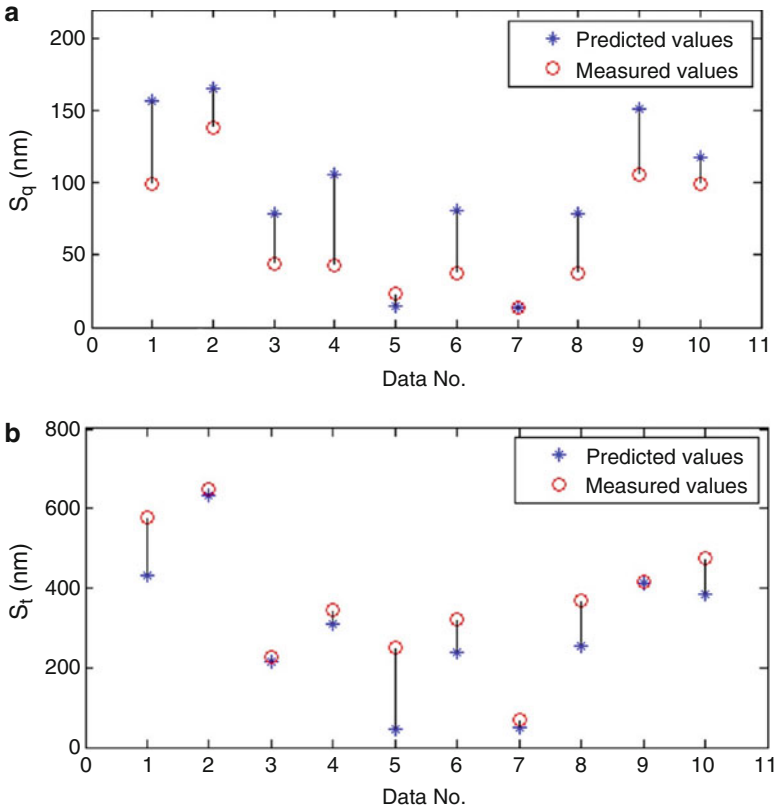 a
200
150
100
50
0
S_q (nm)
Predicted values
Measured values
0 1 2 3 4 5 6 7 8 9 10 11
Data No.
b
800
600
400
200
0
S_t (nm)
Predicted values
Measured values
0 1 2 3 4 5 6 7 8 9 10 11
Data No.